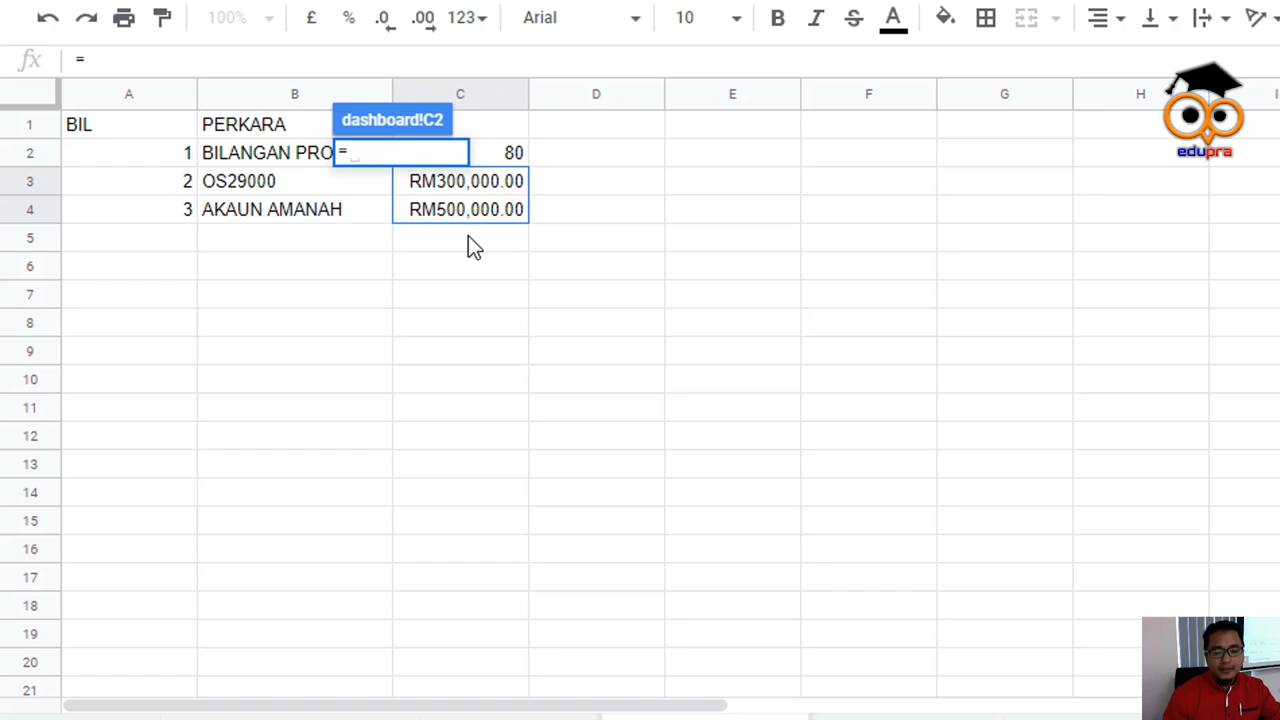 100% £ % .0 .00 123 Arial 10 B I S A
fx =
A B C D E F G H I
dashboard!C2
1 BIL PERKARA
2 1 BILANGAN PRO = 80
3 2 OS29000 RM300,000.00
4 3 AKAUN AMANAH RM500,000.00
5
6
7
8
9
10
11
12
13
14
15
16
17
18
19
20
21
edupra